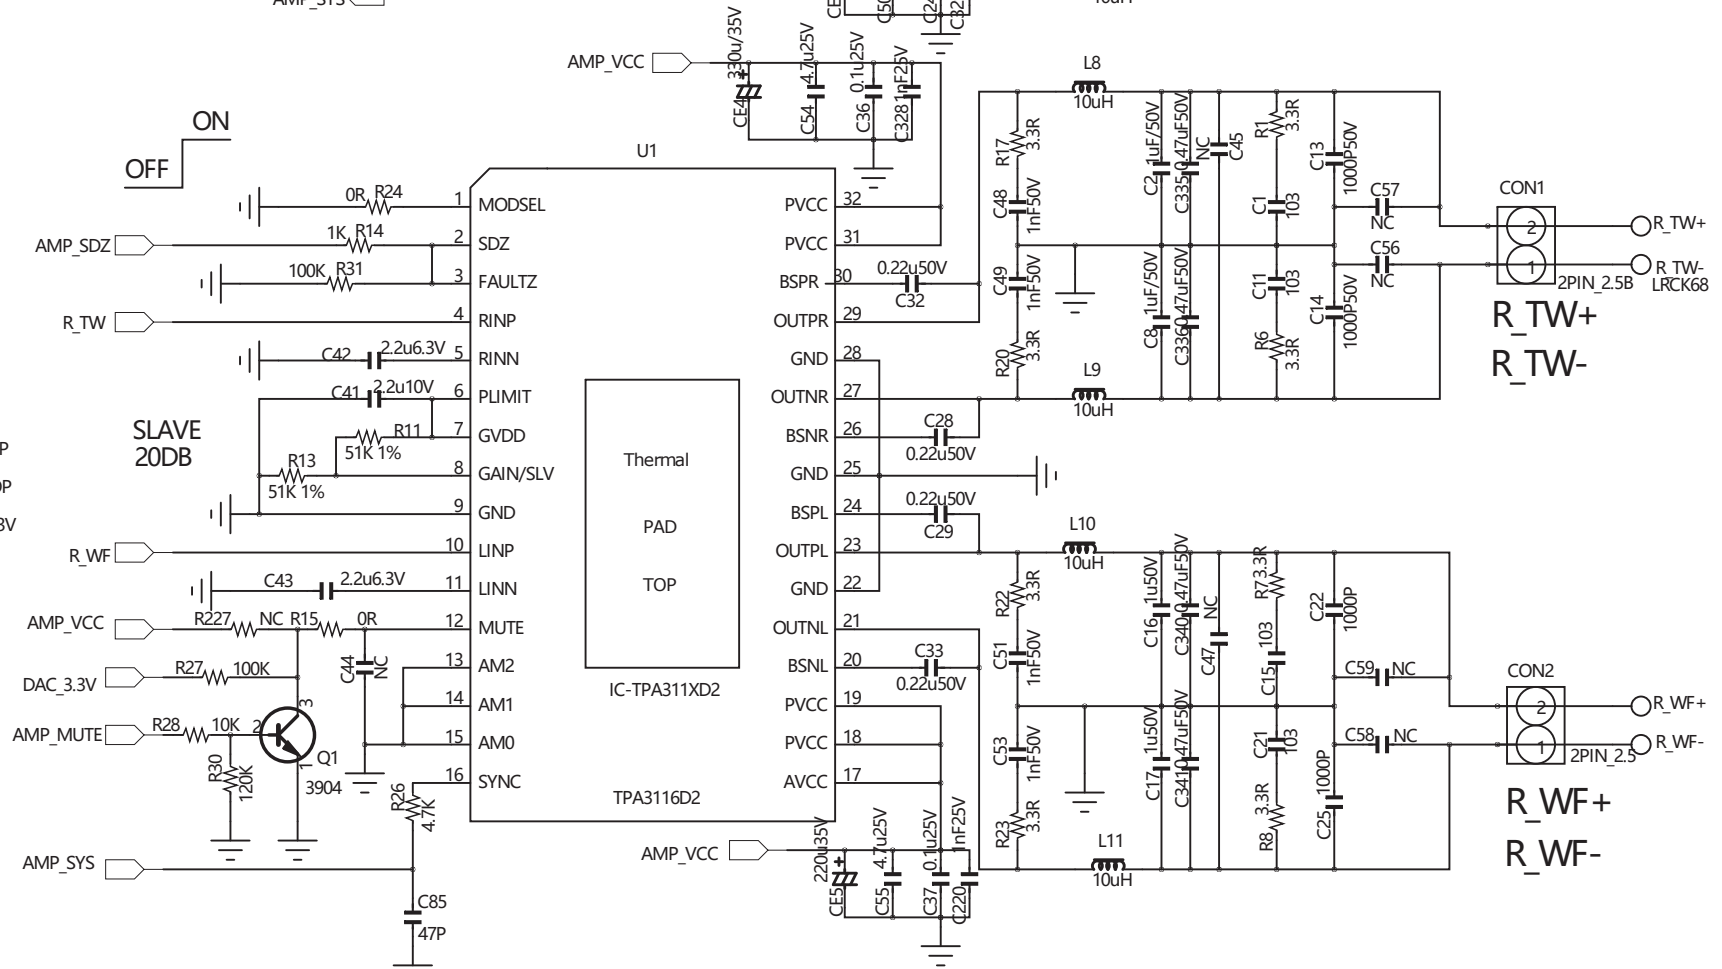 AMP_SYS
10uH
AMP_VCC
330u/35V
CE4
4.7u25V
C54
0.1u25V
C36
1nF25V
C328
ON
OFF
U1
0R R24
1 MODSEL
AMP_SDZ
1K R14
2 SDZ
100K R31
3 FAULTZ
R_TW
4 RINP
C42 2.2u6.3V
5 RINN
C41 2.2u10V
6 PLIMIT
R11
51K 1%
7 GVDD
SLAVE
20DB
R13
51K 1%
8 GAIN/SLV
9 GND
R_WF
10 LINP
C43 2.2u6.3V
11 LINN
AMP_VCC
R227 NC R15 0R
12 MUTE
C44
NC
13 AM2
14 AM1
15 AM0
16 SYNC
DAC_3.3V
R27 100K
AMP_MUTE
R28 10K
2
3
1
Q1
3904
R30
120K
R26
4.7K
AMP_SYS
C85
47P
Thermal
PAD
TOP
IC-TPA311XD2
TPA3116D2
PVCC 32
PVCC 31
BSPR 30
OUTPR 29
GND 28
OUTNR 27
BSNR 26
GND 25
BSPL 24
OUTPL 23
GND 22
OUTNL 21
BSNL 20
PVCC 19
PVCC 18
AVCC 17
0.22u50V
C32
C28
0.22u50V
0.22u50V
C29
C33
0.22u50V
AMP_VCC
220u35V
CE5
4.7u25V
C55
0.1u25V
C37
1nF25V
C220
L8
10uH
R17
3.3R
C48
1nF50V
C49
1nF50V
R20
3.3R
L9
10uH
C2 1uF/50V
C335 0.47uF50V
NC
C45
R1
3.3R
C1
103
C13
1000P50V
C8 1uF/50V
C336 0.47uF50V
C11
103
R6
3.3R
C14
1000P50V
C57
NC
C56
NC
CON1
2
1
2PIN_2.5B
R_TW+
R_TW-
LRCK68
R_TW+
R_TW-
L10
10uH
R22
3.3R
C51
1nF50V
C53
1nF50V
R23
3.3R
L11
10uH
C16 1u50V
C340 0.47uF50V
NC
C47
R7 3.3R
103
C15
C22
1000P
C17 1u50V
C341 0.47uF50V
C21
103
R8 3.3R
C25 1000P
C59 NC
C58 NC
CON2
2
1
2PIN_2.5
R_WF+
R_WF-
R_WF+
R_WF-